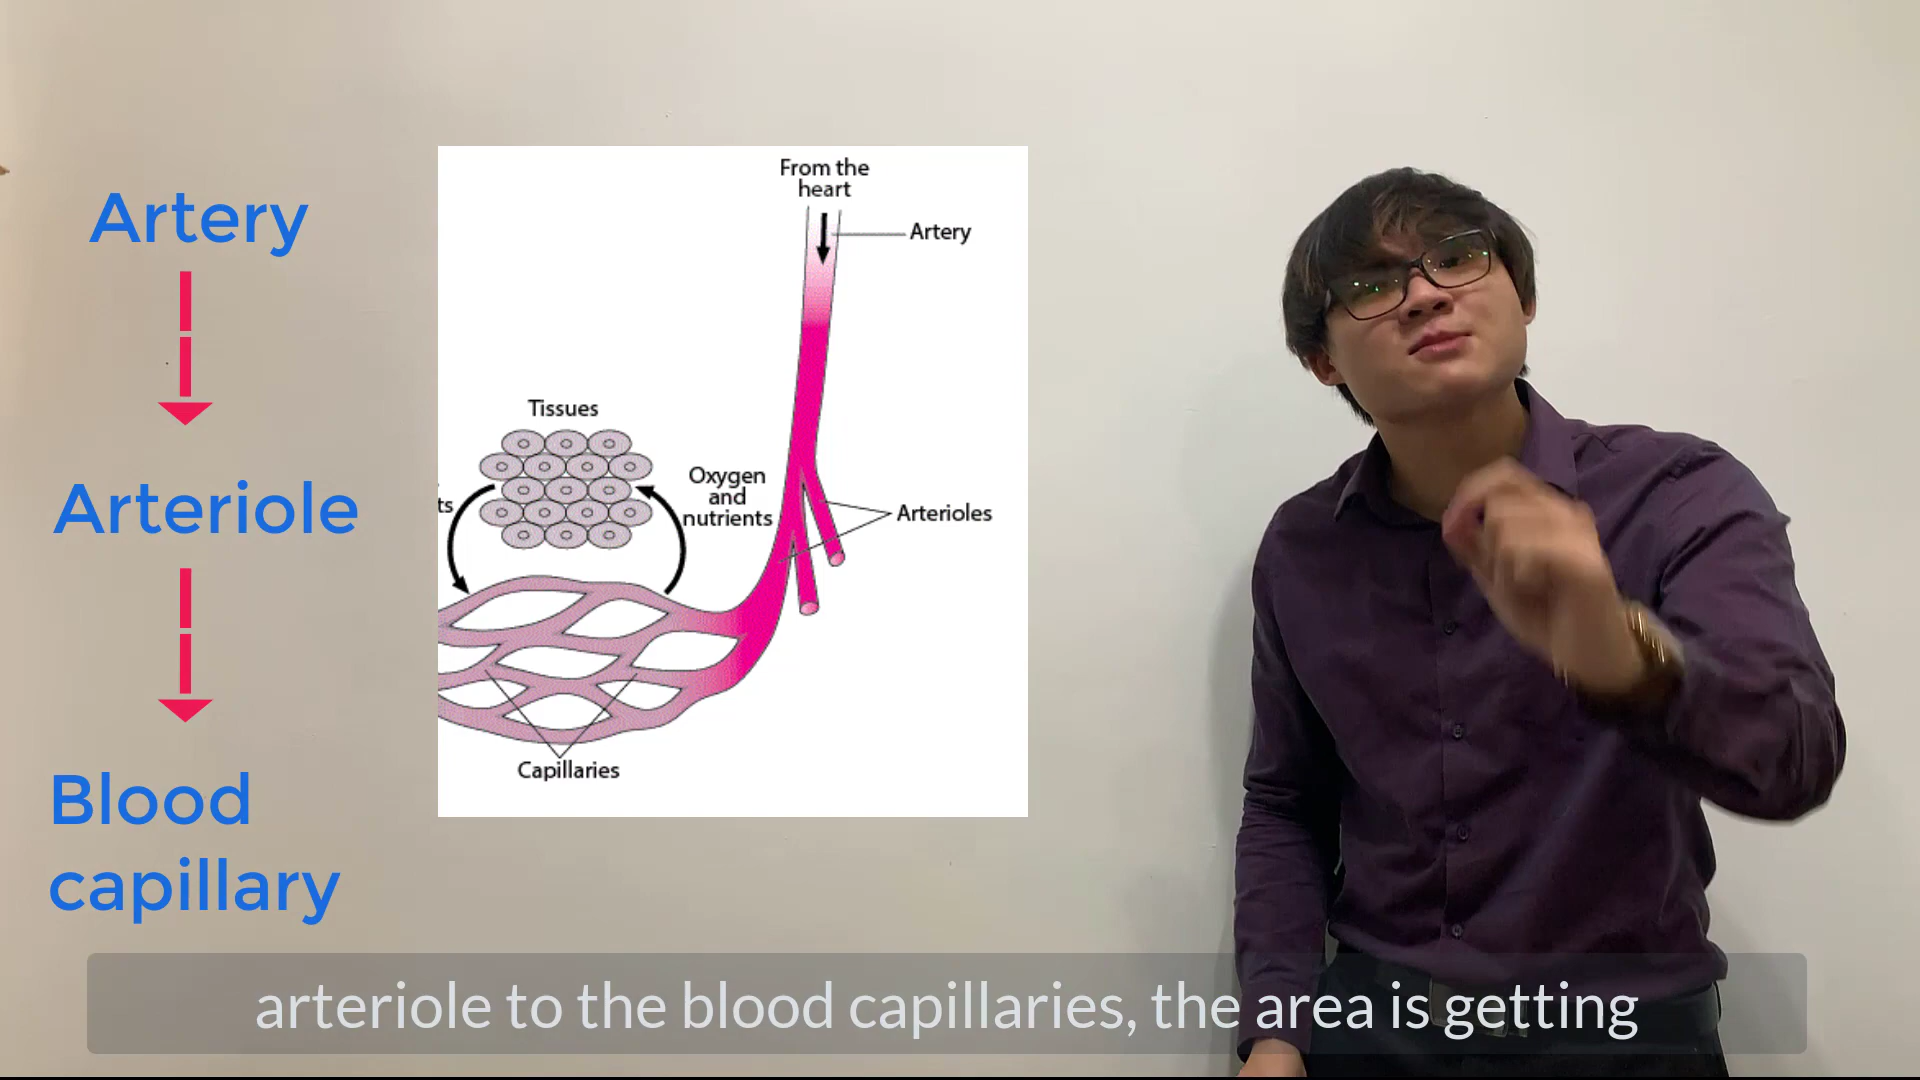 Artery
Arteriole
Blood
capillary
From the
heart
Artery
Tissues
ts
Oxygen
and
nutrients
Arterioles
Capillaries
arteriole to the blood capillaries, the area is getting